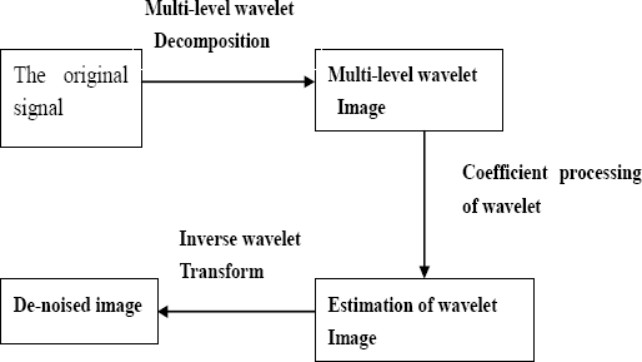 Multi-level wavelet
Decomposition
The original
signal
Multi-level wavelet
Image
Coefficient processing
of wavelet
Inverse wavelet
Transform
De-noised image
Estimation of wavelet
Image